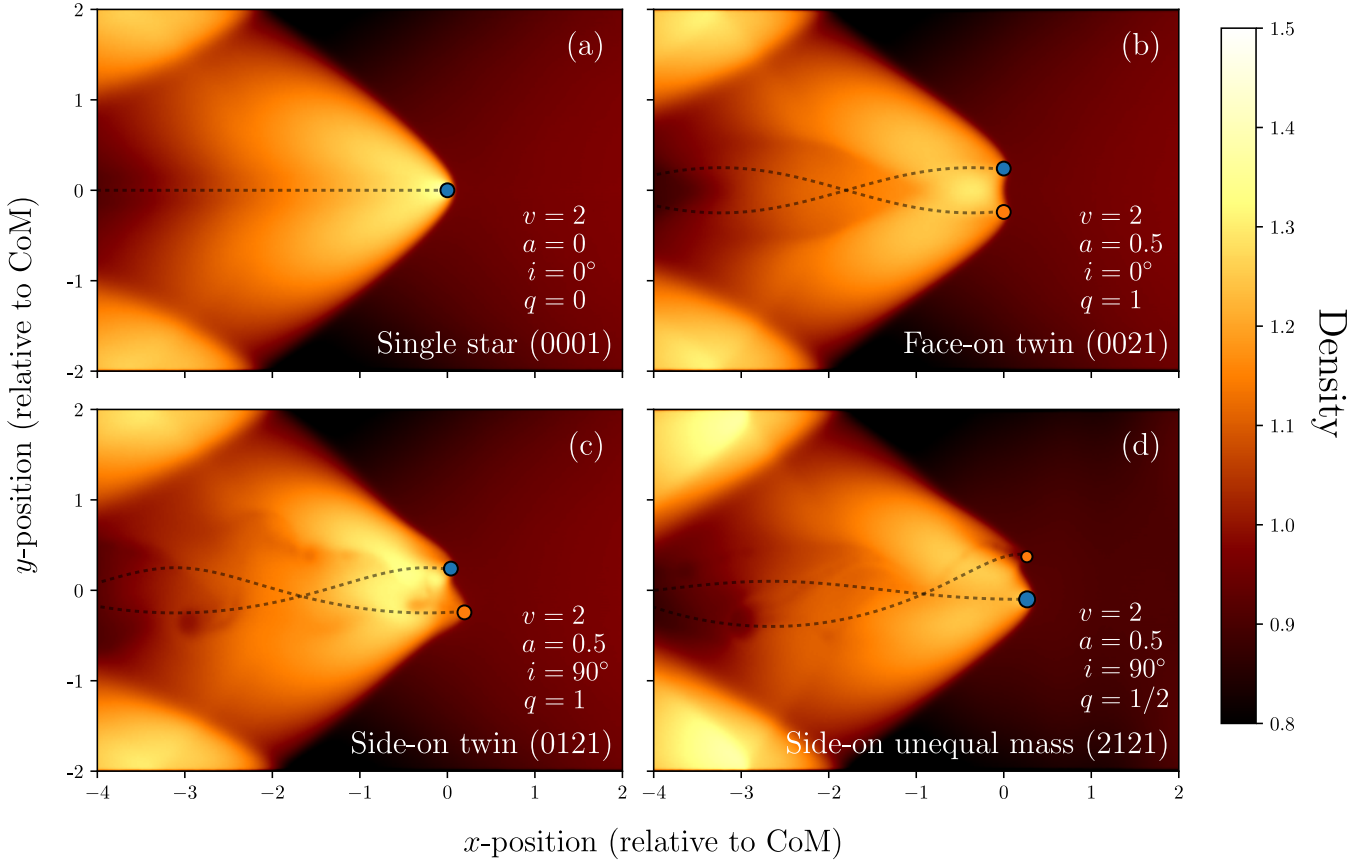 (a)
v = 2
a = 0
i = 0°
q = 0
Single star (0001)
2
1
0
-1
-2
(b)
v = 2
a = 0.5
i = 0°
q = 1
Face-on twin (0021)
(c)
v = 2
a = 0.5
i = 90°
q = 1
Side-on twin (0121)
2
1
0
-1
-2
−4
−3
−2
−1
0
1
2
(d)
v = 2
a = 0.5
i = 90°
q = 1/2
Side-on unequal mass (2121)
−4
−3
−2
−1
0
1
2
x-position (relative to CoM)
y-position (relative to CoM)
1.5
1.4
1.3
1.2
1.1
1.0
0.9
0.8
Density